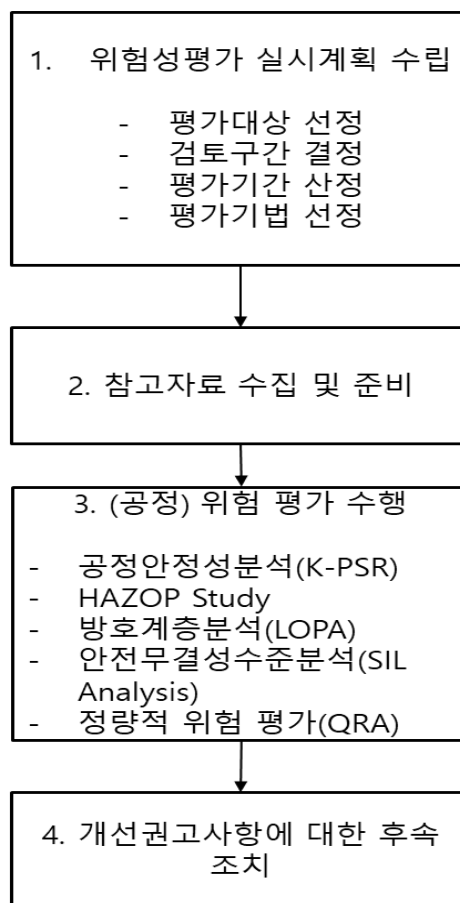 1. 위험성평가 실시계획 수립
- 평가대상 선정
- 검토구간 결정
- 평가기간 산정
- 평가기법 선정
2. 참고자료 수집 및 준비
3. (공정) 위험 평가 수행
- 공정안정성분석(K-PSR)
- HAZOP Study
- 방호계층분석(LOPA)
- 안전무결성수준분석(SIL
Analysis)
- 정량적 위험 평가(QRA)
4. 개선권고사항에 대한 후속
조치